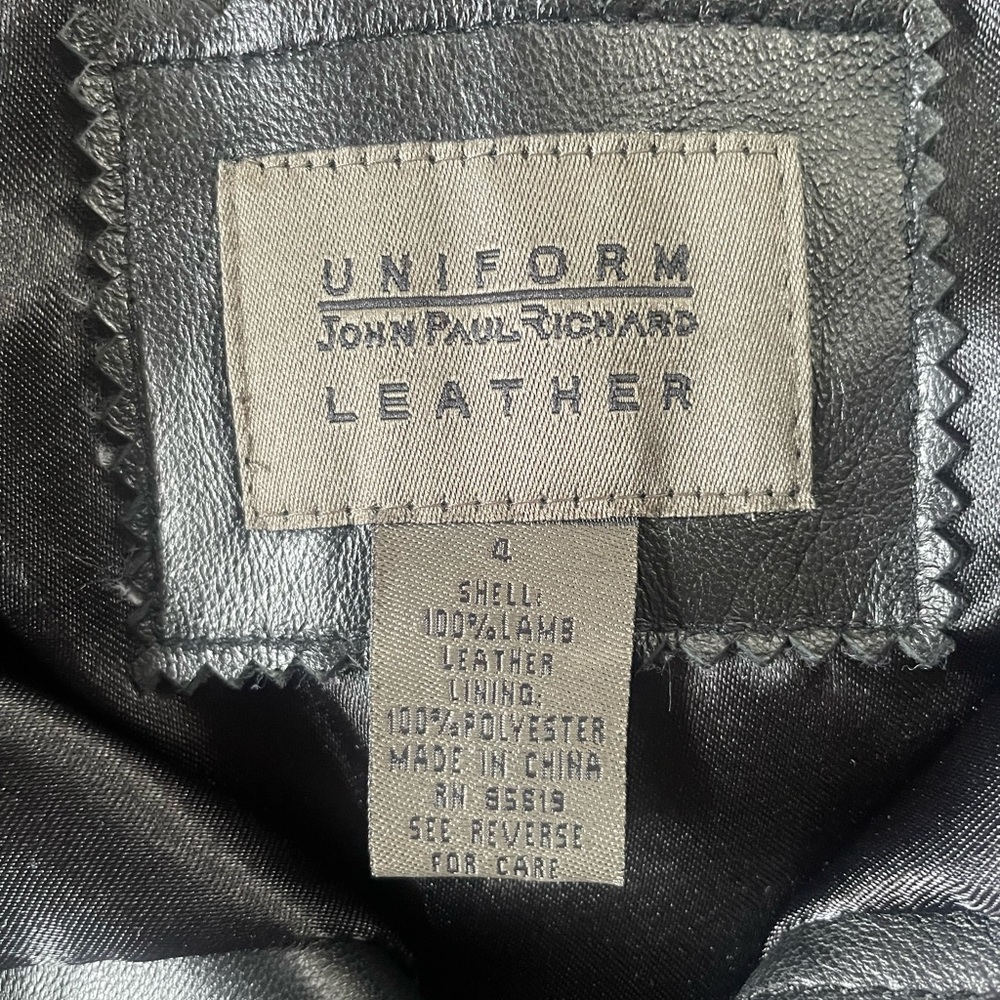 UNIFORM
JOHN PAUL RICHARD
LEATHER
4
SHELL:
100% LAMB
LEATHER
LINING:
100% POLYESTER
MADE IN CHINA
RN
SEE REVERSE
FOR CARE